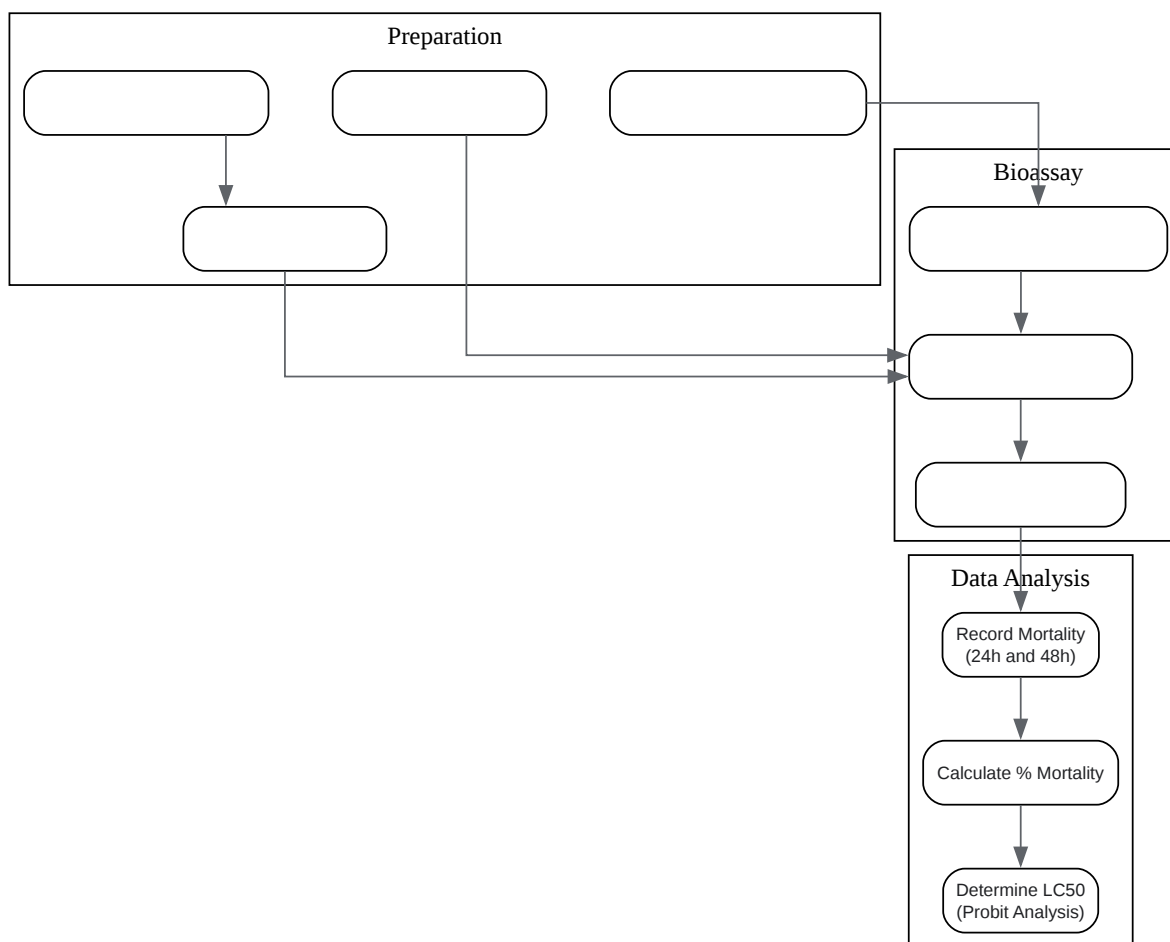 Preparation
Bioassay
Data Analysis
Record Mortality
(24h and 48h)
Calculate % Mortality
Determine LC50
(Probit Analysis)